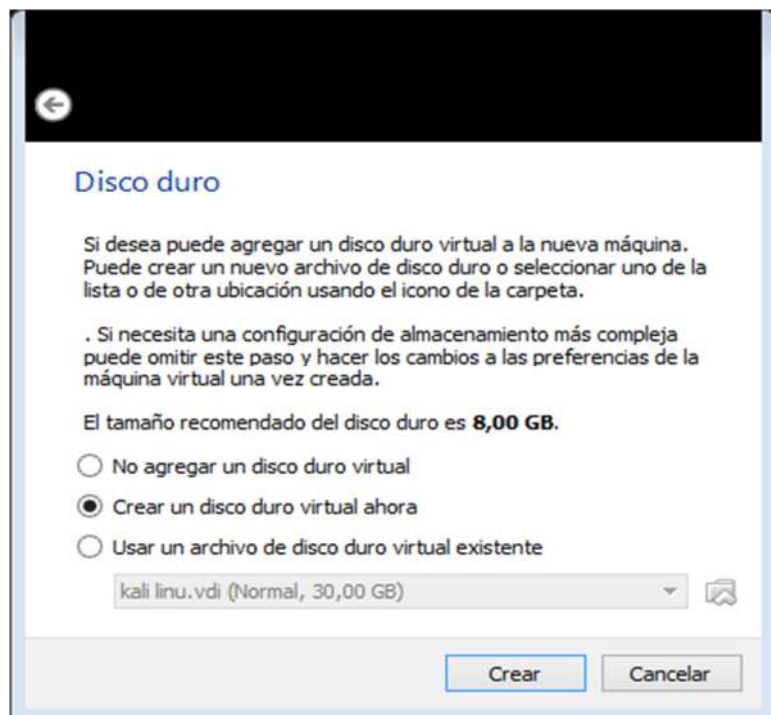 Disco duro
Si desea puede agregar un disco duro virtual a la nueva máquina.
Puede crear un nuevo archivo de disco duro o seleccionar uno de la
lista o de otra ubicación usando el icono de la carpeta.
. Si necesita una configuración de almacenamiento más compleja
puede omitir este paso y hacer los cambios a las preferencias de la
máquina virtual una vez creada.
El tamaño recomendado del disco duro es 8,00 GB.
No agregar un disco duro virtual
Crear un disco duro virtual ahora
Usar un archivo de disco duro virtual existente
kali linu.vdi (Normal, 30,00 GB)
Crear Cancelar